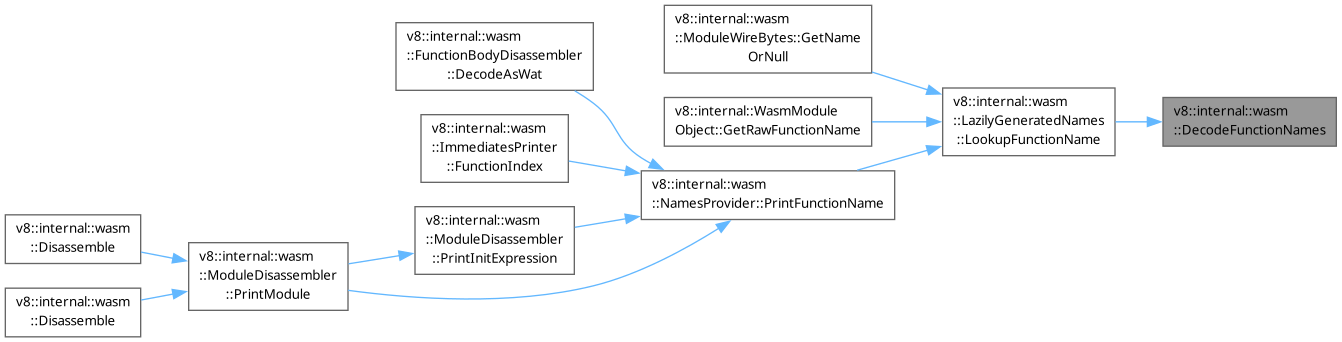 v8::internal::wasm
::Disassemble
v8::internal::wasm
::Disassemble
v8::internal::wasm
::ModuleDisassembler
::PrintModule
v8::internal::wasm
::FunctionBodyDisassembler
::DecodeAsWat
v8::internal::wasm
::ImmediatesPrinter
::FunctionIndex
v8::internal::wasm
::ModuleDisassembler
::PrintInitExpression
v8::internal::wasm
::ModuleWireBytes::GetName
OrNull
v8::internal::WasmModule
Object::GetRawFunctionName
v8::internal::wasm
::NamesProvider::PrintFunctionName
v8::internal::wasm
::LazilyGeneratedNames
::LookupFunctionName
v8::internal::wasm
::DecodeFunctionNames